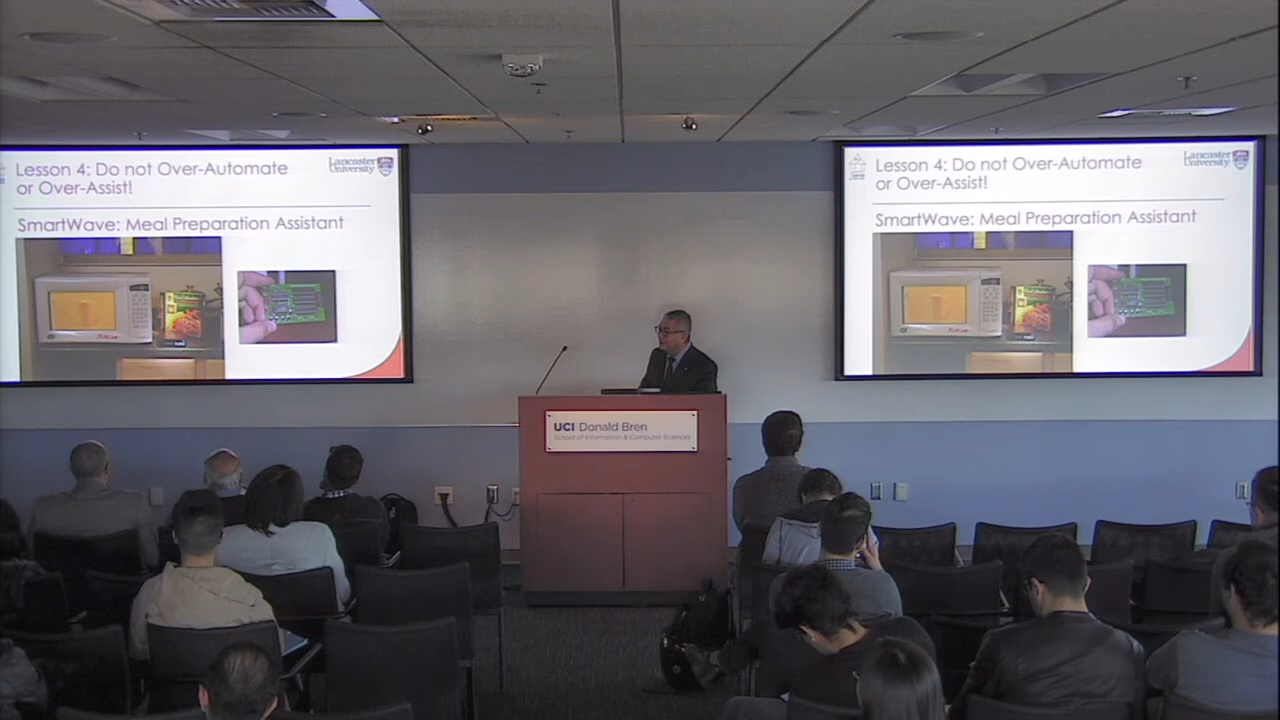 Lesson 4: Do not Over-Automate
or Over-Assist!
Lancaster
University
SmartWave: Meal Preparation Assistant
Lesson 4: Do not Over-Automate
or Over-Assist!
Lancaster
University
SmartWave: Meal Preparation Assistant
UCI Donald Bren
School of Information & Computer Sciences